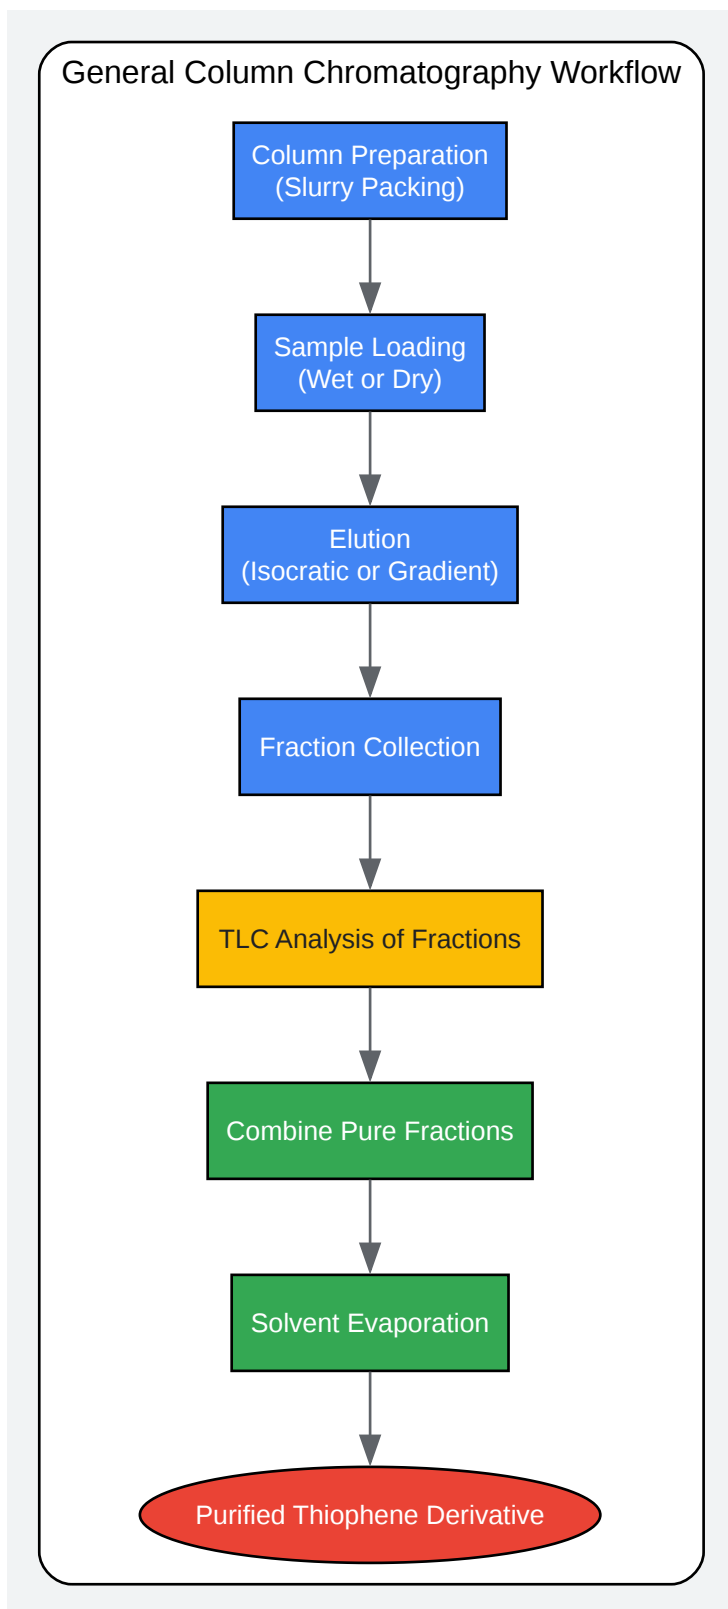 General Column Chromatography Workflow
Column Preparation
(Slurry Packing)
Sample Loading
(Wet or Dry)
Elution
(Isocratic or Gradient)
Fraction Collection
TLC Analysis of Fractions
Combine Pure Fractions
Solvent Evaporation
Purified Thiophene Derivative